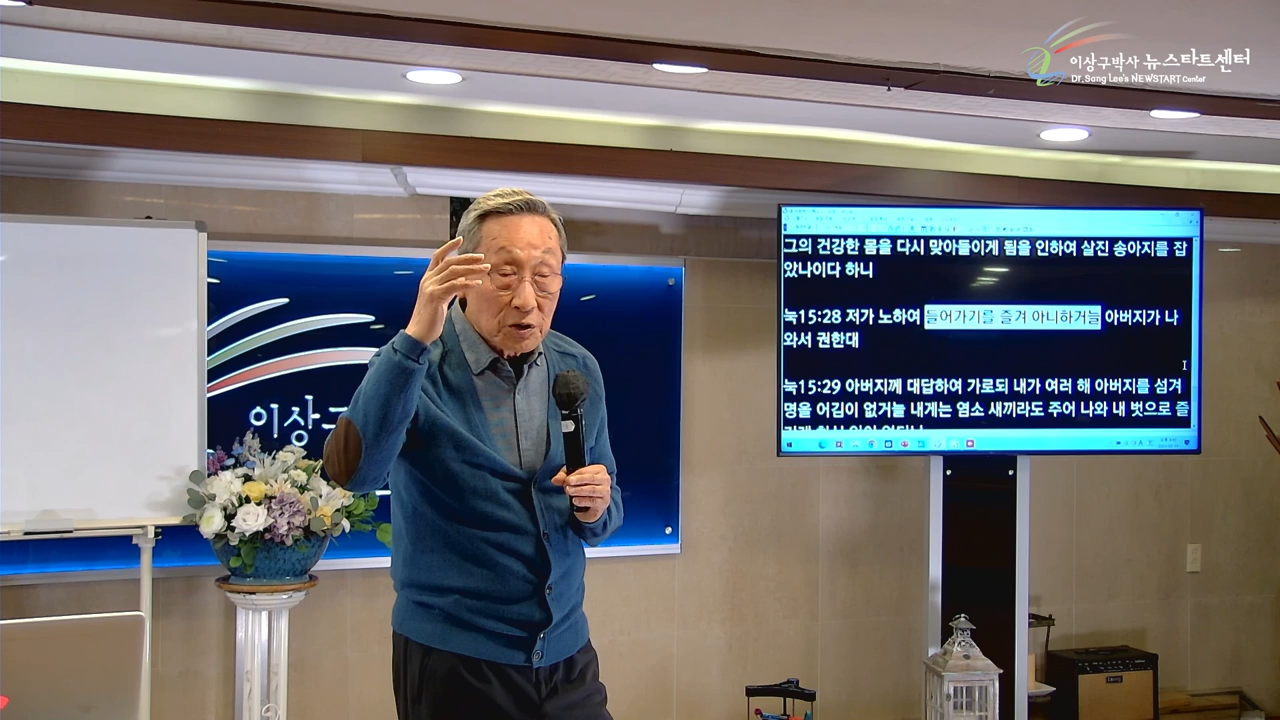 이상구박사 뉴스타트센터
Dr. Sang Lee's NEWSTART Center
그의 건강한 몸을 다시 맞아들이게 됨을 인하여 살진 송아지를 잡
았나이다 하니
눅15:28 저가 노하여 들어가기를 즐겨 아니하거늘 아버지가 나
와서 권한대
눅15:29 아버지께 대답하여 가로되 내가 여러 해 아버지를 섬겨
명을 어김이 없거늘 내게는 염소 새끼라도 주어 나와 내 벗으로 즐
이상구